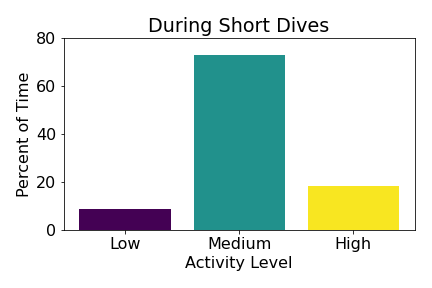 During Short Dives
80
60
40
20
0
Percent of Time
Low Medium High
Activity Level